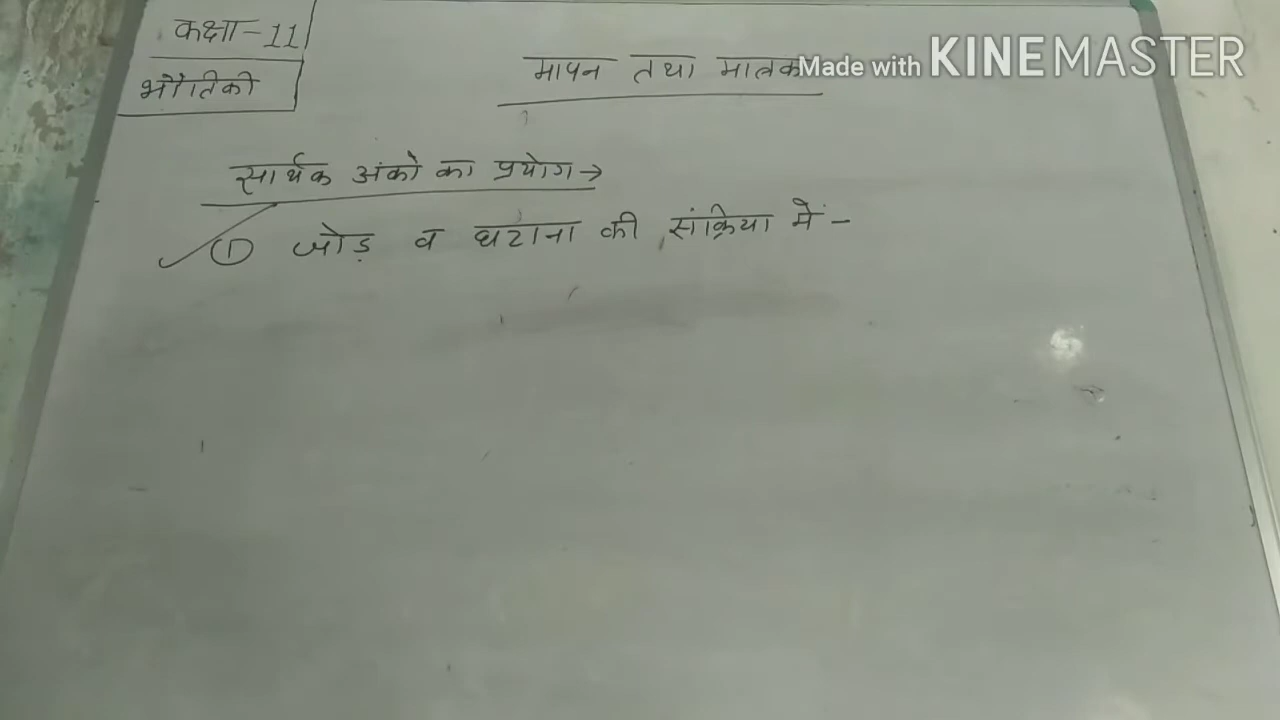 कक्षा-11
भौतिकी
मापन तथा मात्रक
Made with KINEMASTER
सार्थक अंको का प्रयोग→
① जोड़ व घटाना की संक्रिया में-